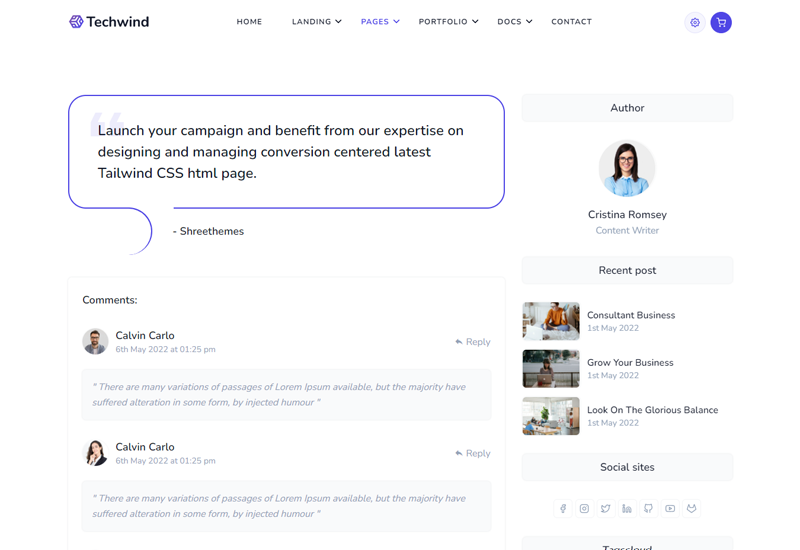 Techwind
HOME LANDING PAGES PORTFOLIO DOCS CONTACT
“
Launch your campaign and benefit from our expertise on
designing and managing conversion centered latest
Tailwind CSS html page.
- Shreethemes
Comments:
Calvin Carlo
6th May 2022 at 01:25 pm
Reply
" There are many variations of passages of Lorem Ipsum available, but the majority have
suffered alteration in some form, by injected humour "
Calvin Carlo
6th May 2022 at 01:25 pm
Reply
" There are many variations of passages of Lorem Ipsum available, but the majority have
suffered alteration in some form, by injected humour "
Author
Cristina Romsey
Content Writer
Recent post
Consultant Business
1st May 2022
Grow Your Business
1st May 2022
Look On The Glorious Balance
1st May 2022
Social sites
Tagscloud